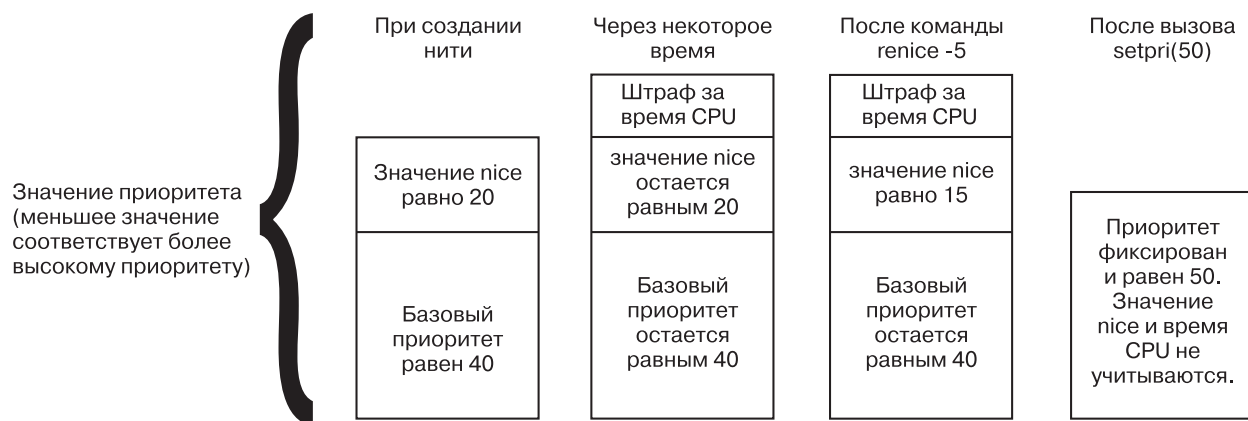 Значение приоритета
(меньшее значение
соответствует более
высокому приоритету)
При создании
нити
Значение nice
равно 20
Базовый
приоритет
равен 40
Через некоторое
время
Штраф за
время CPU
значение nice
остается
равным 20
Базовый
приоритет
остается
равным 40
После команды
renice -5
Штраф за
время CPU
значение nice
равно 15
Базовый
приоритет
остается
равным 40
После вызова
setpri(50)
Приоритет
фиксирован
и равен 50.
Значение
nice и время
CPU не
учитываются.